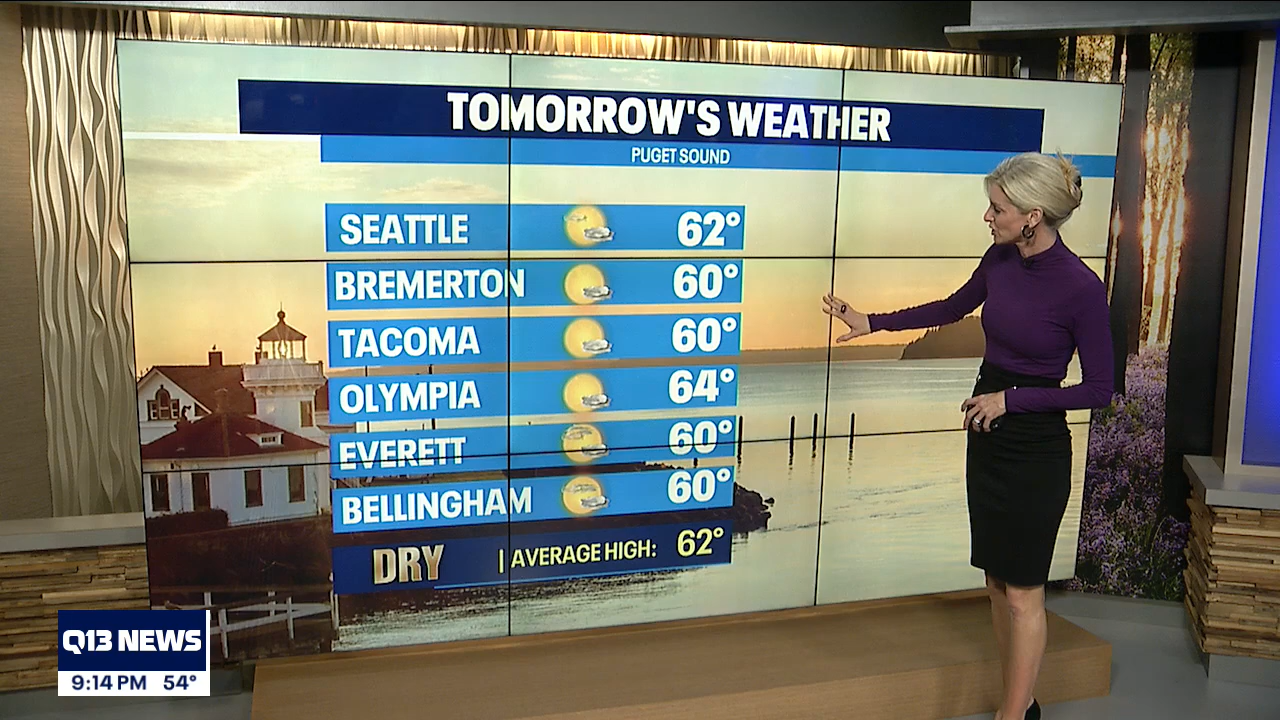 TOMORROW'S WEATHER
PUGET SOUND
SEATTLE 62°
BREMERTON 60°
TACOMA 60°
OLYMPIA 64°
EVERETT 60°
BELLINGHAM 60°
DRY | AVERAGE HIGH: 62°
Q13 NEWS
9:14 PM 54°